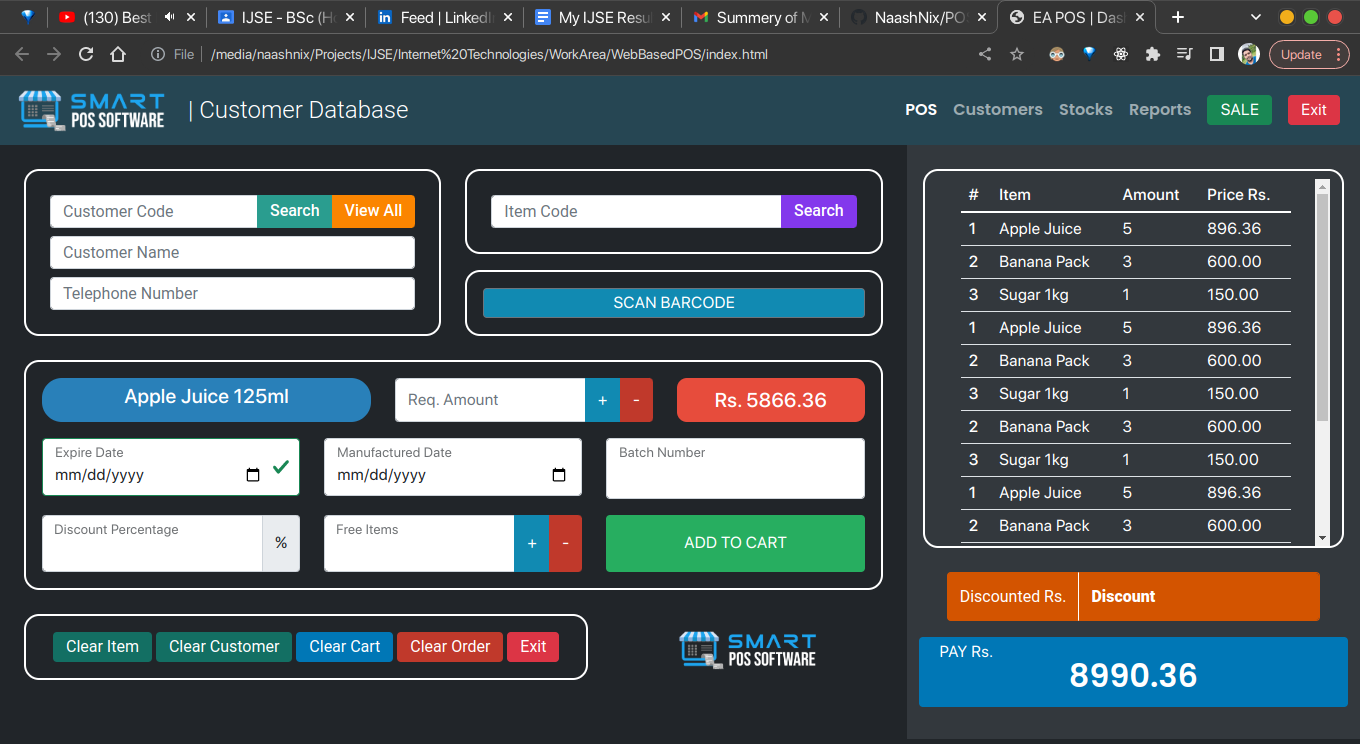 (130) Best
IJSE - BSc (H
Feed | LinkedIn
My IJSE Resu
Summery of M
NaashNix/PO
EA POS | Das
File
/media/naashnix/Projects/IJSE/Internet%20Technologies/WorkArea/WebBasedPOS/index.html
Update
SMART
POS SOFTWARE
| Customer Database
POS Customers Stocks Reports SALE Exit
Customer Code Search View All
Customer Name
Telephone Number
Item Code Search
SCAN BARCODE
Apple Juice 125ml
Req. Amount + -
Rs. 5866.36
Expire Date
mm/dd/yyyy
Manufactured Date
mm/dd/yyyy
Batch Number
Discount Percentage
%
Free Items
+ -
ADD TO CART
Clear Item Clear Customer Clear Cart Clear Order Exit
SMART
POS SOFTWARE
# Item Amount Price Rs.
1 Apple Juice 5 896.36
2 Banana Pack 3 600.00
3 Sugar 1kg 1 150.00
1 Apple Juice 5 896.36
2 Banana Pack 3 600.00
3 Sugar 1kg 1 150.00
2 Banana Pack 3 600.00
3 Sugar 1kg 1 150.00
1 Apple Juice 5 896.36
2 Banana Pack 3 600.00
Discounted Rs. Discount
PAY Rs.
8990.36